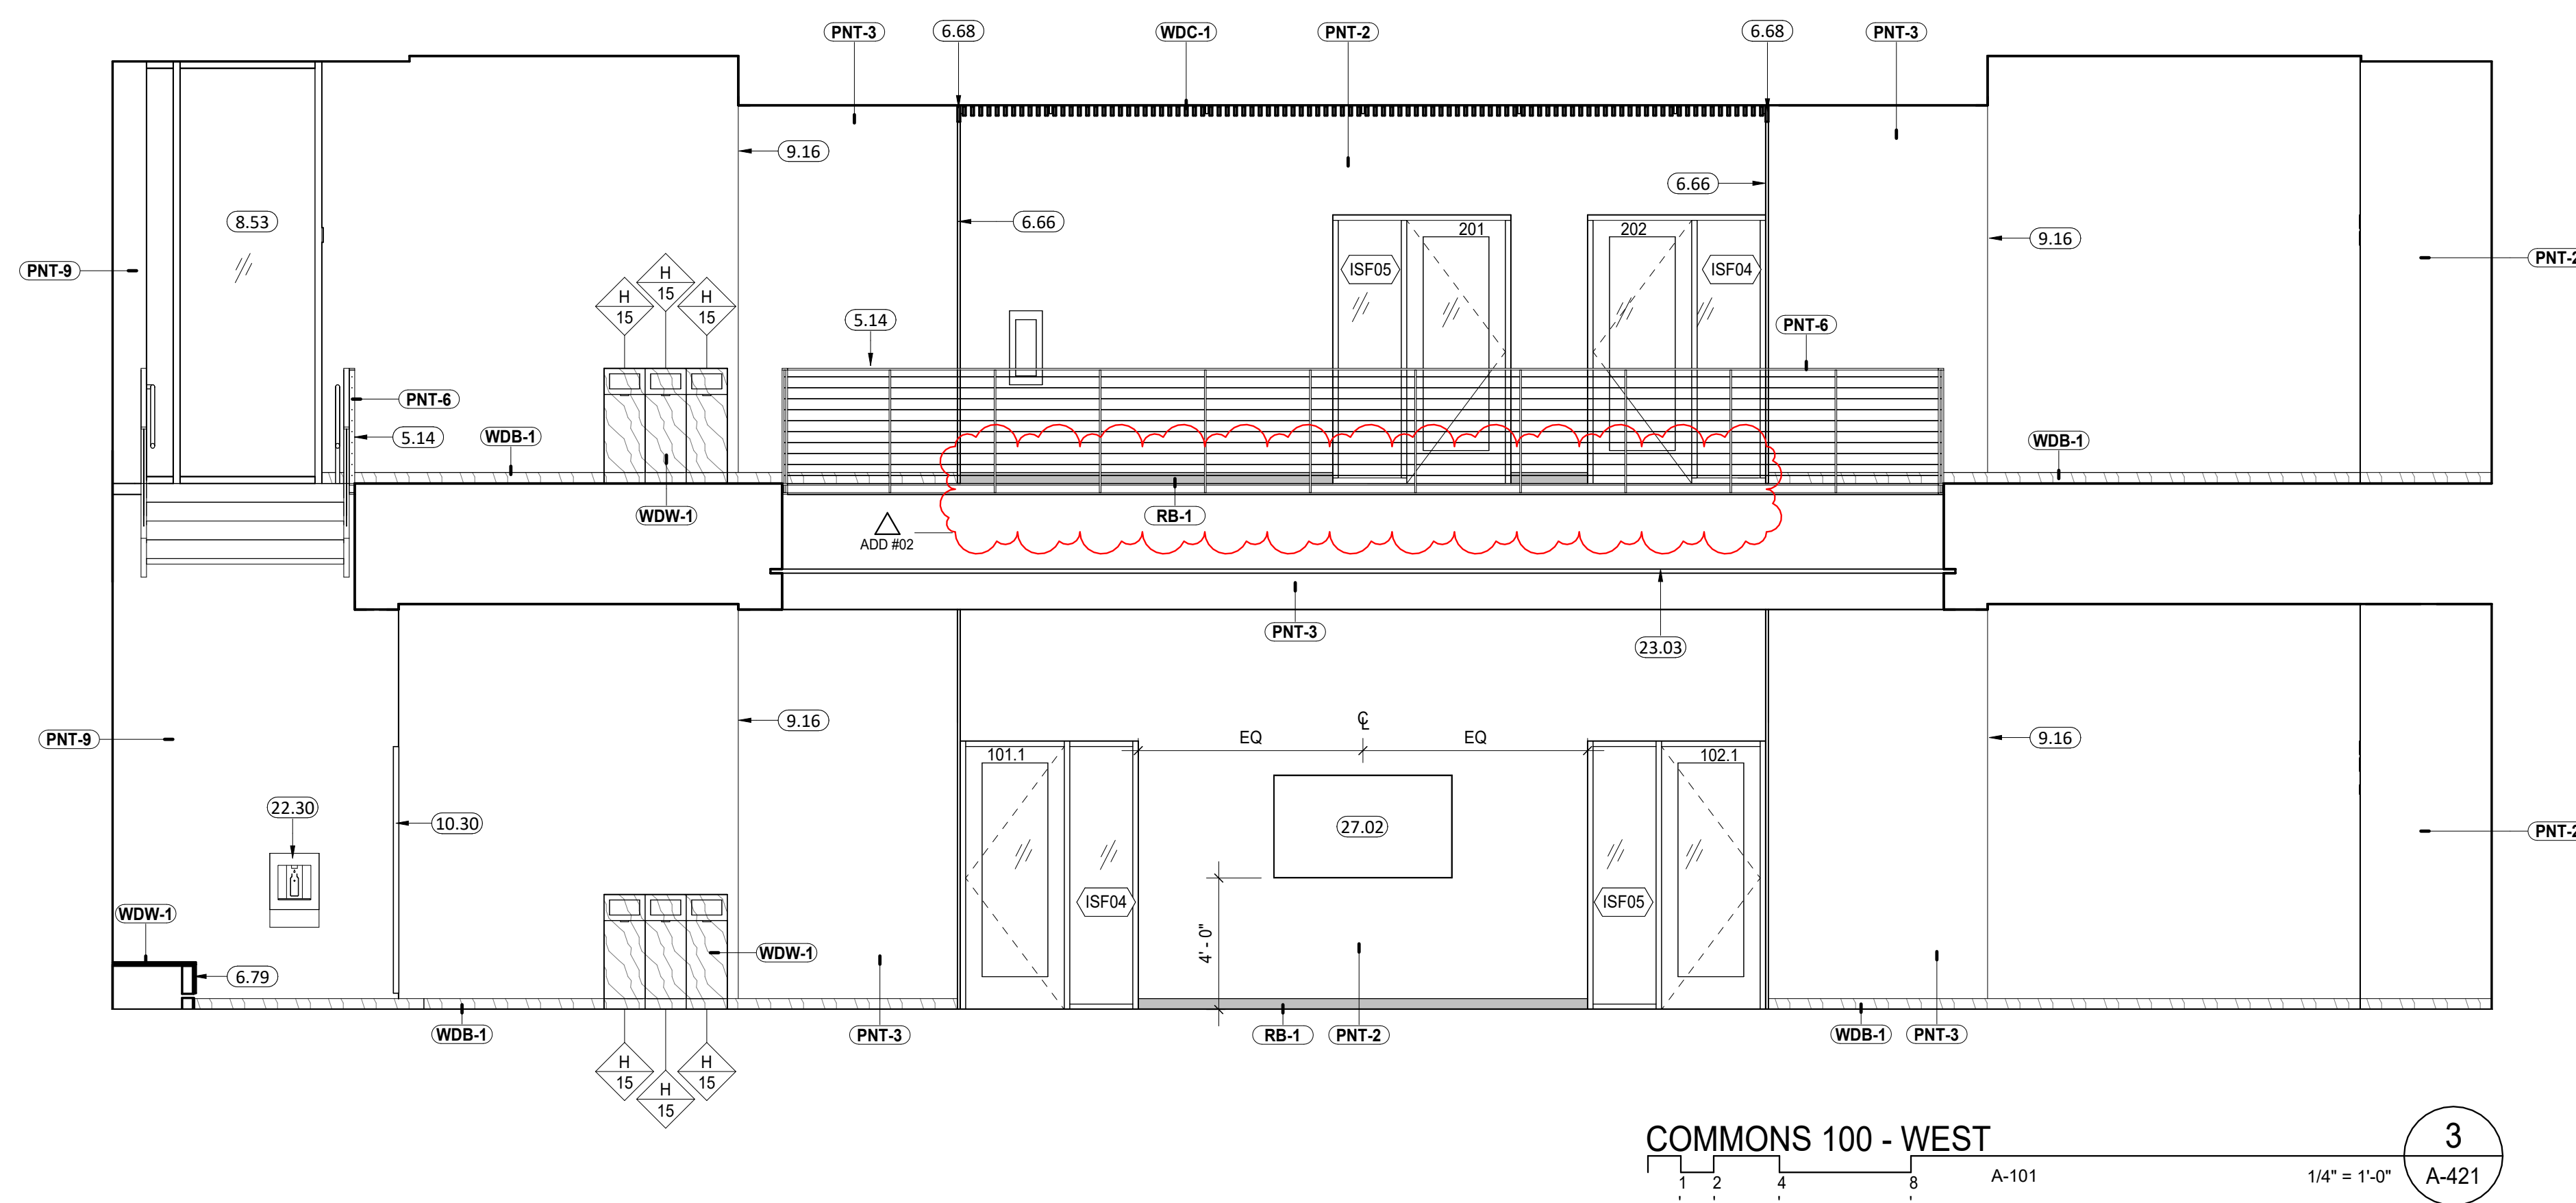 PNT-3
6.68
WDC-1
PNT-2
6.68
PNT-3
9.16
6.66
6.66
8.53
201
202
9.16
PNT-9
ISF05
ISF04
H
15
H
15
H
15
5.14
PNT-6
PNT-6
5.14
WDB-1
WDB-1
WDW-1
RB-1
ADD #02
PNT-3
23.03
PNT-9
9.16
EQ
CL
EQ
9.16
101.1
102.1
22.30
10.30
27.02
ISF04
ISF05
WDW-1
4' - 0"
WDW-1
6.79
WDB-1
PNT-3
RB-1
PNT-2
WDB-1
PNT-3
H
15
H
15
H
15
COMMONS 100 - WEST
3
1
2
4
8
A-101
1/4" = 1'-0"
A-421